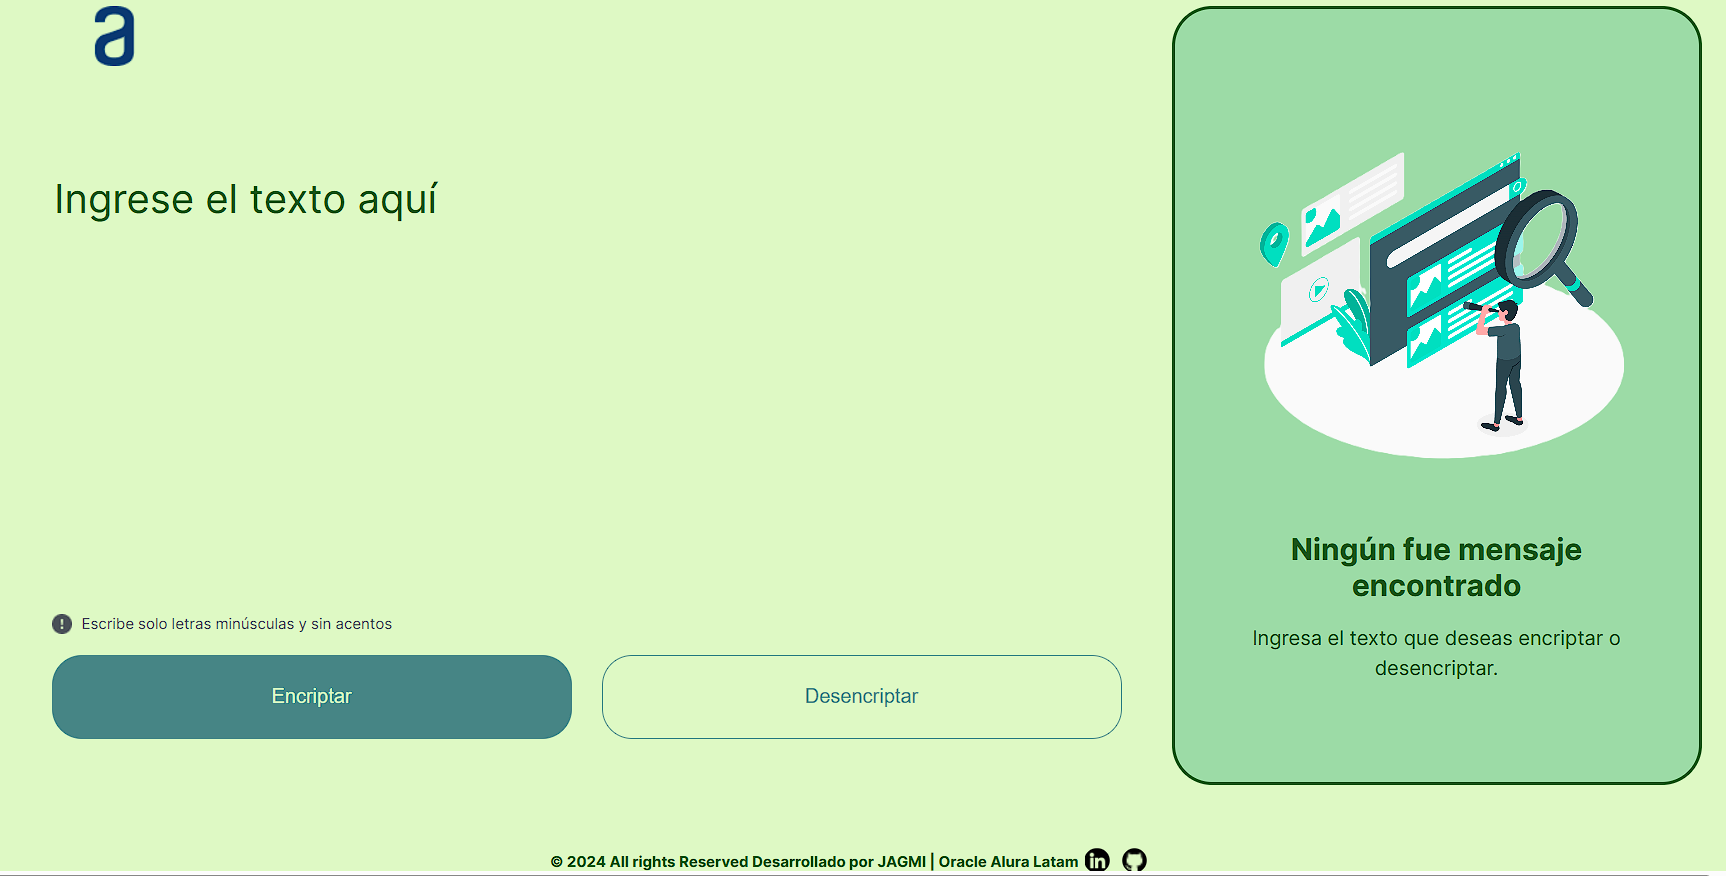 a
Ingrese el texto aquí
Escribe solo letras minúsculas y sin acentos
Encriptar
Desencriptar
Ningún fue mensaje
encontrado
Ingresa el texto que deseas encriptar o
desencriptar.
© 2024 All rights Reserved Desarrollado por JAGMI | Oracle Alura Latam in